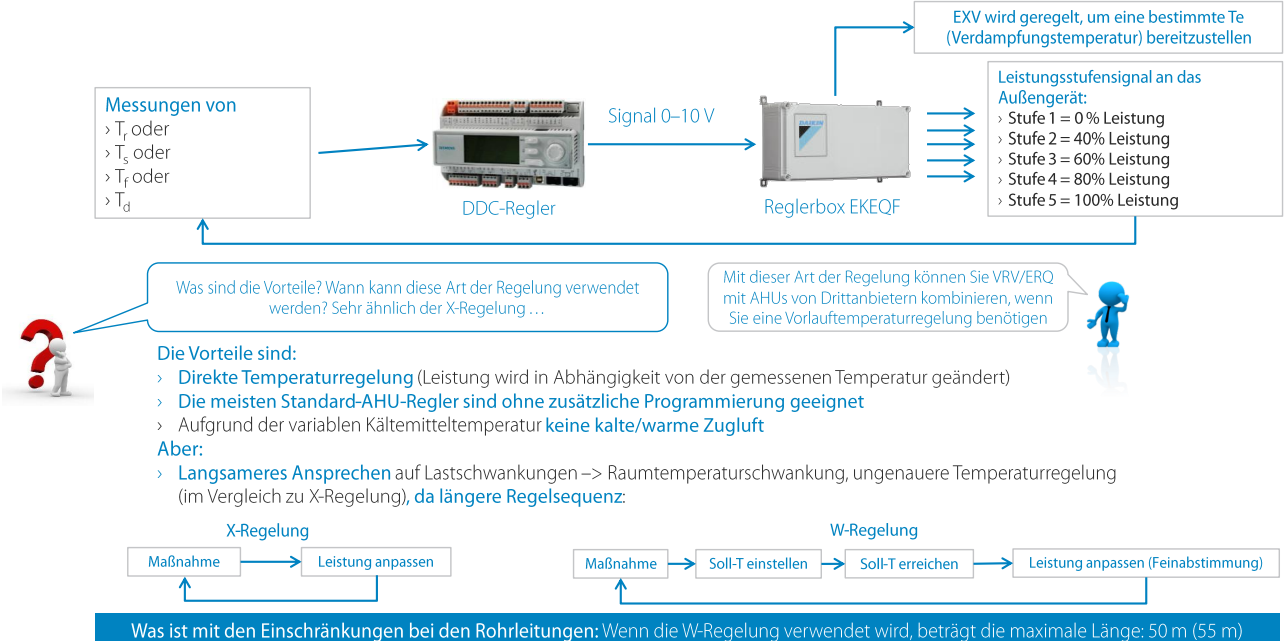 EXV wird geregelt, um eine bestimmte Te
(Verdampfungstemperatur) bereitzustellen
Messungen von
› Tr oder
› Ts oder
› Tf oder
› Td
SIEMENS
DDC-Regler
Signal 0–10 V
DAIKIN
Reglerbox EKEQF
Leistungsstufensignal an das
Außengerät:
› Stufe 1 = 0 % Leistung
› Stufe 2 = 40% Leistung
› Stufe 3 = 60% Leistung
› Stufe 4 = 80% Leistung
› Stufe 5 = 100% Leistung
Was sind die Vorteile? Wann kann diese Art der Regelung verwendet
werden? Sehr ähnlich der X-Regelung …
Mit dieser Art der Regelung können Sie VRV/ERQ
mit AHUs von Drittanbietern kombinieren, wenn
Sie eine Vorlauftemperaturregelung benötigen
Die Vorteile sind:
› Direkte Temperaturregelung (Leistung wird in Abhängigkeit von der gemessenen Temperatur geändert)
› Die meisten Standard-AHU-Regler sind ohne zusätzliche Programmierung geeignet
› Aufgrund der variablen Kältemitteltemperatur keine kalte/warme Zugluft
Aber:
› Langsameres Ansprechen auf Lastschwankungen –> Raumtemperaturschwankung, ungenauere Temperaturregelung
(im Vergleich zu X-Regelung), da längere Regelsequenz:
X-Regelung
Maßnahme
Leistung anpassen
W-Regelung
Maßnahme
Soll-T einstellen
Soll-T erreichen
Leistung anpassen (Feinabstimmung)
Was ist mit den Einschränkungen bei den Rohrleitungen: Wenn die W-Regelung verwendet wird, beträgt die maximale Länge: 50 m (55 m)